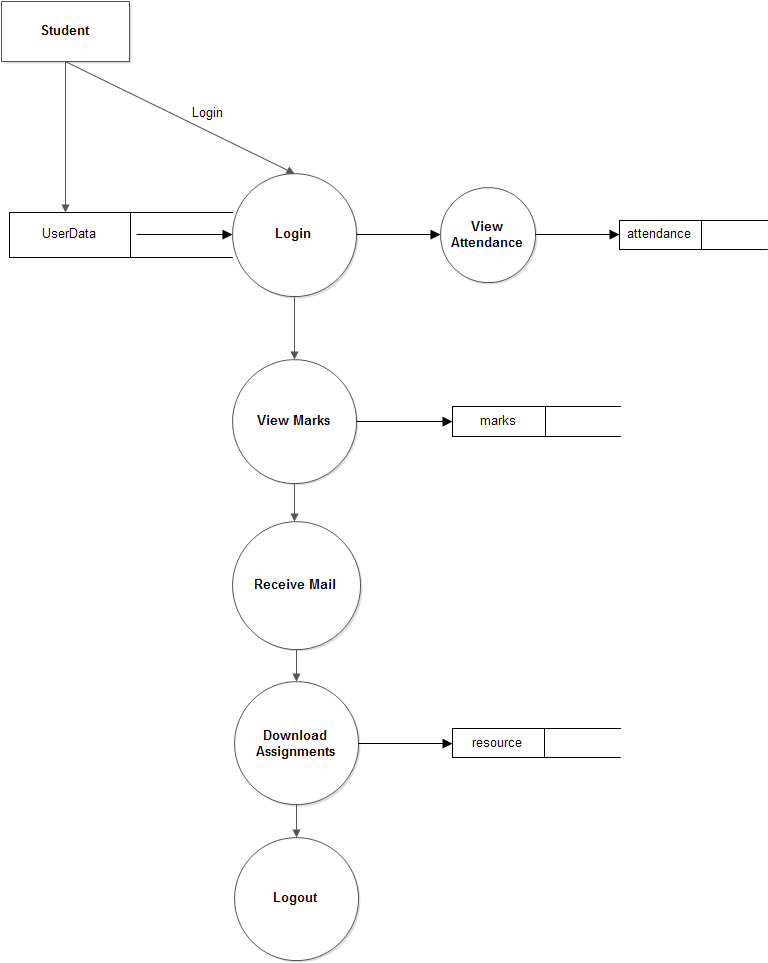 Student
Login
UserData
Login
View
Attendance
attendance
View Marks
marks
Receive Mail
Download
Assignments
resource
Logout